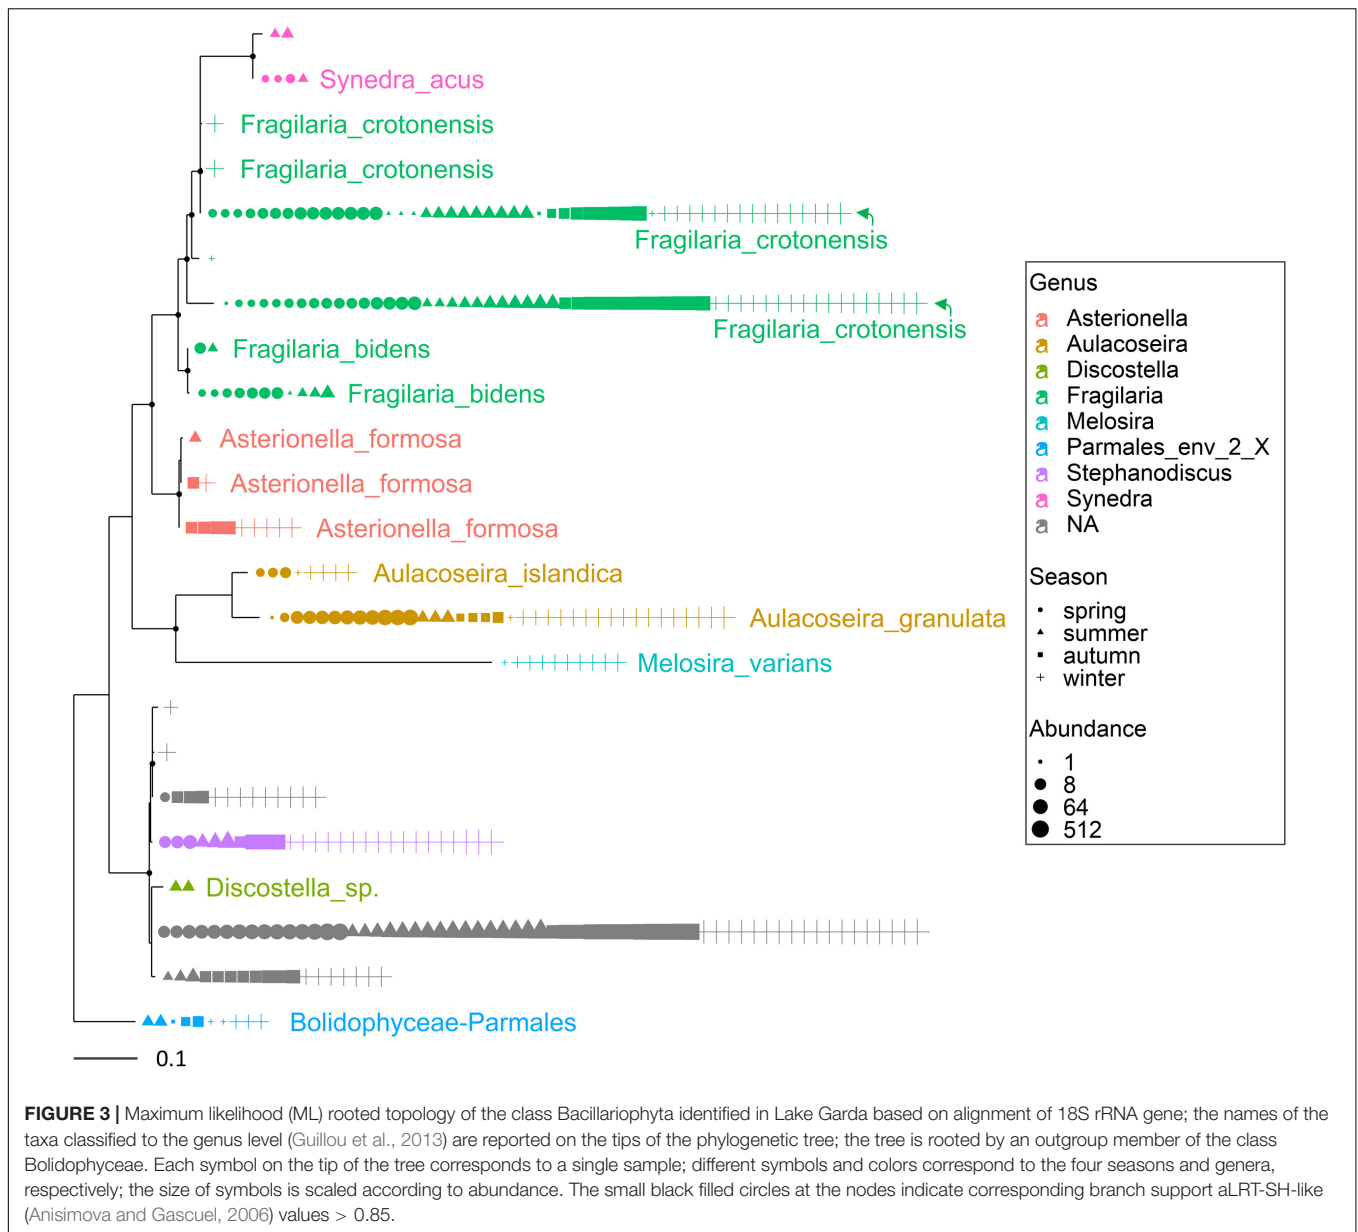 Synedra_acus
Fragilaria_crotonensis
Fragilaria_crotonensis
Fragilaria_crotonensis
Fragilaria_crotonensis
Fragilaria_bidens
Fragilaria_bidens
Asterionella_formosa
Asterionella_formosa
Asterionella_formosa
Aulacoseira_islandica
Aulacoseira_granulata
Melosira_varians
Discostella_sp.
Bolidophyceae-Parmales
0.1
Genus
a Asterionella
a Aulacoseira
a Discostella
a Fragilaria
a Melosira
a Parmales_env_2_X
a Stephanodiscus
a Synedra
a NA
Season
spring
summer
autumn
winter
Abundance
1
8
64
512
FIGURE 3 | Maximum likelihood (ML) rooted topology of the class Bacillariophyta identified in Lake Garda based on alignment of 18S rRNA gene; the names of the
taxa classified to the genus level (Guillou et al., 2013) are reported on the tips of the phylogenetic tree; the tree is rooted by an outgroup member of the class
Bolidophyceae. Each symbol on the tip of the tree corresponds to a single sample; different symbols and colors correspond to the four seasons and genera,
respectively; the size of symbols is scaled according to abundance. The small black filled circles at the nodes indicate corresponding branch support aLRT-SH-like
(Anisimova and Gascuel, 2006) values > 0.85.